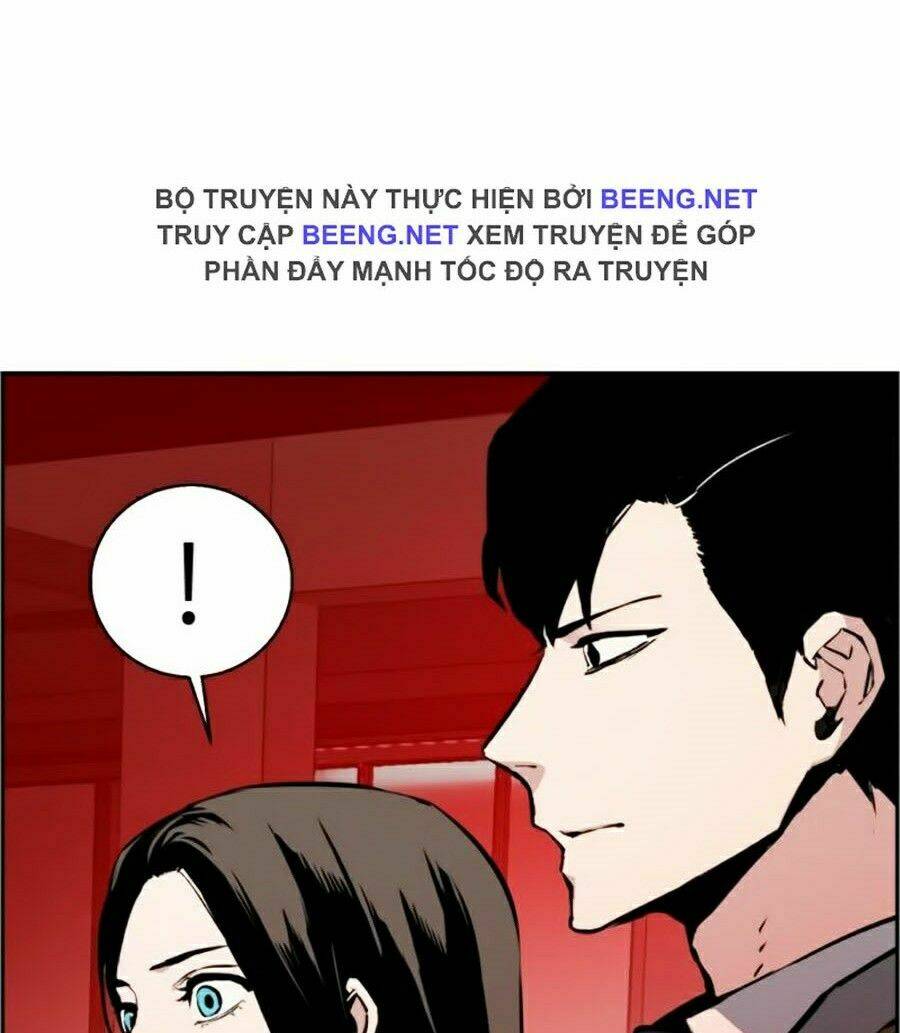 BỘ TRUYỆN NÀY THỰC HIỆN BỞI BEENG.NET
TRUY CẬP BEENG.NET XEM TRUYỆN ĐỂ GÓP
PHẦN ĐẨY MẠNH TỐC ĐỘ RA TRUYỆN
!